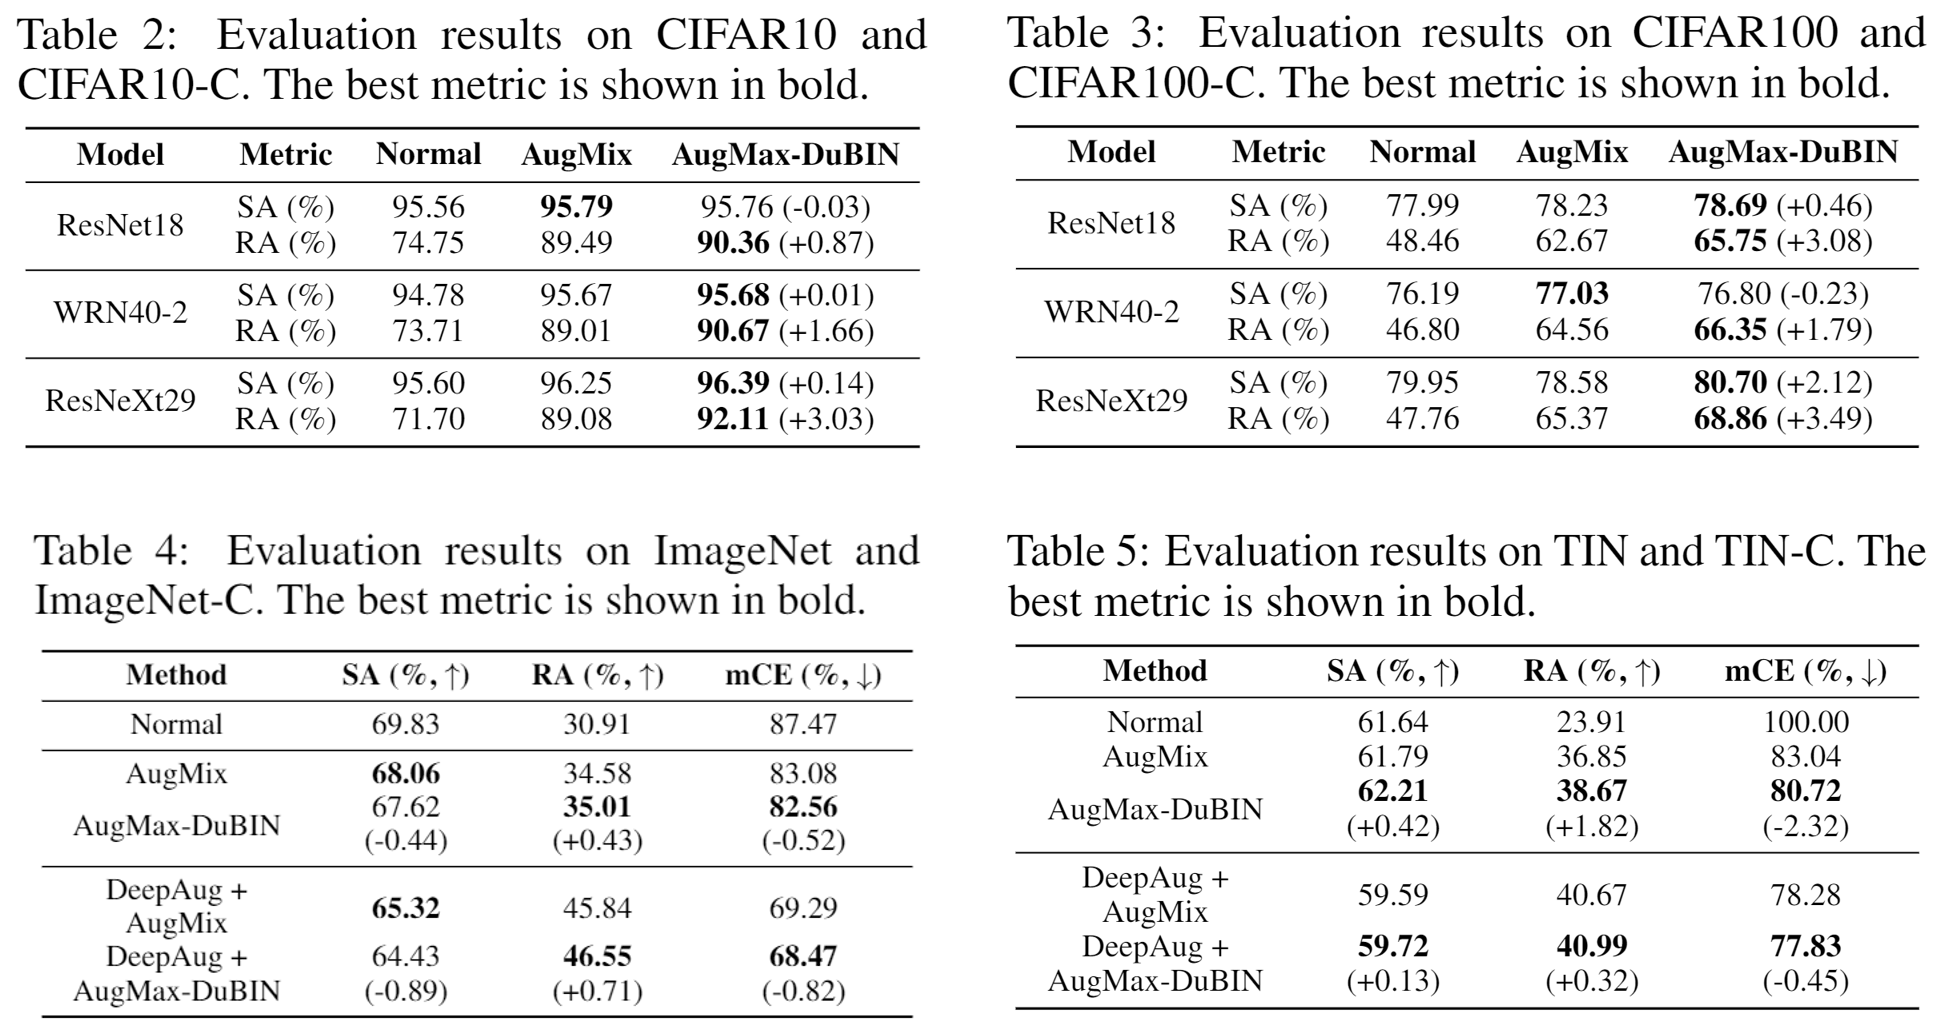 Table 2: Evaluation results on CIFAR10 and
CIFAR10-C. The best metric is shown in bold.
Model Metric Normal AugMix AugMax-DuBIN
ResNet18 SA (%) 95.56 95.79 95.76 (-0.03)
RA (%) 74.75 89.49 90.36 (+0.87)
WRN40-2 SA (%) 94.78 95.67 95.68 (+0.01)
RA (%) 73.71 89.01 90.67 (+1.66)
ResNeXt29 SA (%) 95.60 96.25 96.39 (+0.14)
RA (%) 71.70 89.08 92.11 (+3.03)
Table 3: Evaluation results on CIFAR100 and
CIFAR100-C. The best metric is shown in bold.
Model Metric Normal AugMix AugMax-DuBIN
ResNet18 SA (%) 77.99 78.23 78.69 (+0.46)
RA (%) 48.46 62.67 65.75 (+3.08)
WRN40-2 SA (%) 76.19 77.03 76.80 (-0.23)
RA (%) 46.80 64.56 66.35 (+1.79)
ResNeXt29 SA (%) 79.95 78.58 80.70 (+2.12)
RA (%) 47.76 65.37 68.86 (+3.49)
Table 4: Evaluation results on ImageNet and
ImageNet-C. The best metric is shown in bold.
Method SA (%, ↑) RA (%, ↑) mCE (%, ↓)
Normal 69.83 30.91 87.47
AugMix 68.06 34.58 83.08
AugMax-DuBIN 67.62 35.01 82.56
(-0.44) (+0.43) (-0.52)
DeepAug +
AugMix 65.32 45.84 69.29
DeepAug + 64.43 46.55 68.47
AugMax-DuBIN (-0.89) (+0.71) (-0.82)
Table 5: Evaluation results on TIN and TIN-C. The
best metric is shown in bold.
Method SA (%, ↑) RA (%, ↑) mCE (%, ↓)
Normal 61.64 23.91 100.00
AugMix 61.79 36.85 83.04
AugMax-DuBIN 62.21 38.67 80.72
(+0.42) (+1.82) (-2.32)
DeepAug +
AugMix 59.59 40.67 78.28
DeepAug + 59.72 40.99 77.83
AugMax-DuBIN (+0.13) (+0.32) (-0.45)